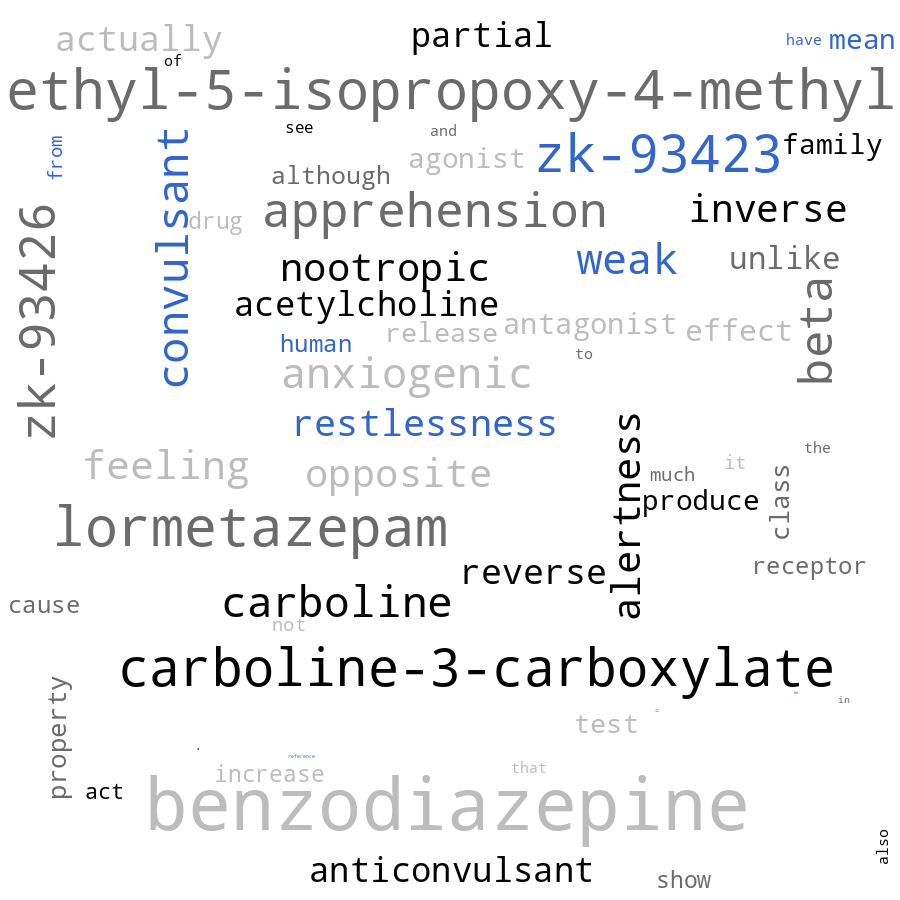 actually
partial
have
mean
of
ethyl-5-isopropoxy-4-methyl
see
and
from
convulsant
agonist
zk-93423
family
although
zk-93426
drug
apprehension
inverse
nootropic
weak
unlike
beta
acetylcholine
human
release
antagonist
effect
to
anxiogenic
restlessness
alertness
the
feeling
opposite
much
it
class
produce
lormetazepam
reverse
receptor
cause
carboline
not
carboline-3-carboxylate
property
in
test
.
reference
increase
that
act
benzodiazepine
also
anticonvulsant
show